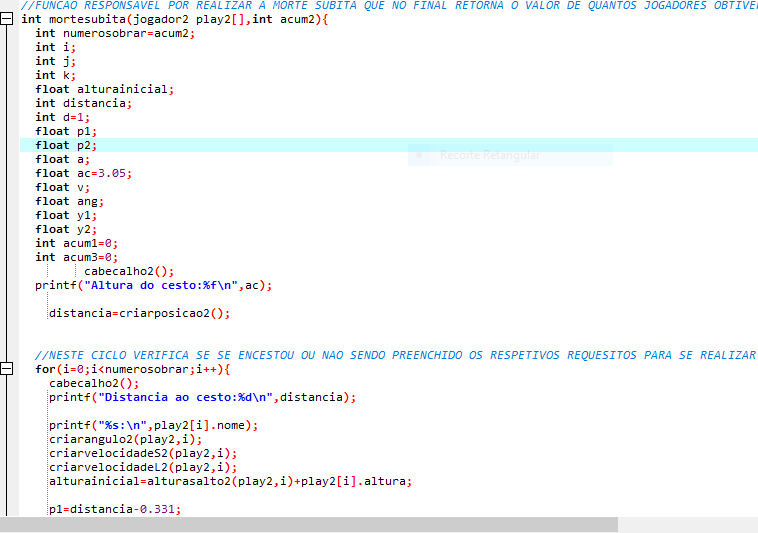 //FUNCAO RESPONSAVEL POR REALIZAR A MORTE SUBITA QUE NO FINAL RETORNA O VALOR DE QUANTOS JOGADORES
int mortesubita(jogador2 play2[],int acum2){
int numerosobrar=acum2;
int i;
int j;
int k;
float alturainicial;
int distancia;
int d=1;
float p1;
float p2;
float a;
Recorte Retangular
float ac=3.05;
float v;
float ang;
float y1;
float y2;
int acum1=0;
int acum3=0;
cabecalho2();
printf("Altura do cesto:%f\n",ac);
distancia=criarposicao2();
//NESTE CICLO VERIFICA SE SE ENCESTOU OU NAO SENDO PREENCHIDO OS RESPETIVOS REQUESITOS PARA SE REALIZAR
for(i=0;i<numerosobrar;i++){
cabecalho2();
printf("Distancia ao cesto:%d\n",distancia);
printf("%s:\n",play2[i].nome);
criarangulo2(play2,i);
criarvelocidadeS2(play2,i);
criarvelocidadeL2(play2,i);
alturainicial=alturasalto2(play2,i)+play2[i].altura;
p1=distancia-0.331;